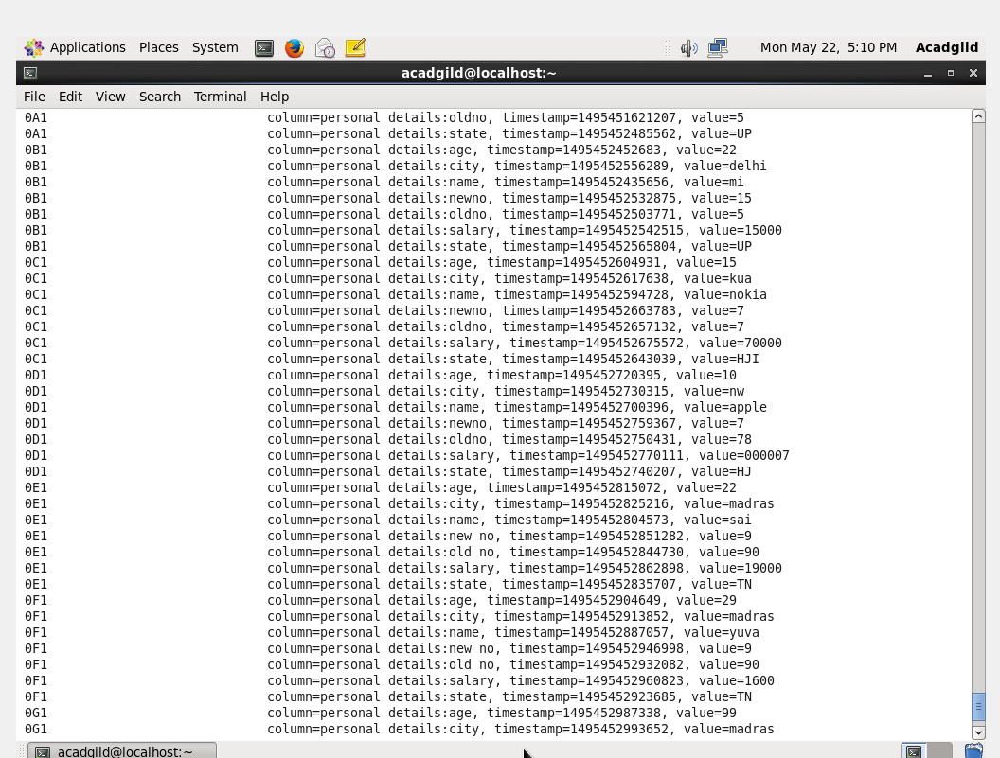 Applications Places System Mon May 22, 5:10 PM Acadgild
acadgild@localhost:~
File Edit View Search Terminal Help
0A1 column=personal details:oldno, timestamp=1495451621207, value=5
0A1 column=personal details:state, timestamp=1495452485562, value=UP
0B1 column=personal details:age, timestamp=1495452452683, value=22
0B1 column=personal details:city, timestamp=1495452556289, value=delhi
0B1 column=personal details:name, timestamp=1495452435656, value=mi
0B1 column=personal details:newno, timestamp=1495452532875, value=15
0B1 column=personal details:oldno, timestamp=1495452503771, value=5
0B1 column=personal details:salary, timestamp=1495452542515, value=15000
0B1 column=personal details:state, timestamp=1495452565804, value=UP
0C1 column=personal details:age, timestamp=1495452604931, value=15
0C1 column=personal details:city, timestamp=1495452617638, value=kua
0C1 column=personal details:name, timestamp=1495452594728, value=nokia
0C1 column=personal details:newno, timestamp=1495452663783, value=7
0C1 column=personal details:oldno, timestamp=1495452657132, value=7
0C1 column=personal details:salary, timestamp=1495452675572, value=70000
0C1 column=personal details:state, timestamp=1495452643039, value=HJI
0D1 column=personal details:age, timestamp=1495452720395, value=10
0D1 column=personal details:city, timestamp=1495452730315, value=nw
0D1 column=personal details:name, timestamp=1495452700396, value=apple
0D1 column=personal details:newno, timestamp=1495452759367, value=7
0D1 column=personal details:oldno, timestamp=1495452750431, value=78
0D1 column=personal details:salary, timestamp=1495452770111, value=000007
0D1 column=personal details:state, timestamp=1495452740207, value=HJ
0E1 column=personal details:age, timestamp=1495452815072, value=22
0E1 column=personal details:city, timestamp=1495452825216, value=madras
0E1 column=personal details:name, timestamp=1495452804573, value=sai
0E1 column=personal details:new no, timestamp=1495452851282, value=9
0E1 column=personal details:old no, timestamp=1495452844730, value=90
0E1 column=personal details:salary, timestamp=1495452862898, value=19000
0E1 column=personal details:state, timestamp=1495452835707, value=TN
0F1 column=personal details:age, timestamp=1495452904649, value=29
0F1 column=personal details:city, timestamp=1495452913852, value=madras
0F1 column=personal details:name, timestamp=1495452887057, value=yuva
0F1 column=personal details:new no, timestamp=1495452946998, value=9
0F1 column=personal details:old no, timestamp=1495452932082, value=90
0F1 column=personal details:salary, timestamp=1495452960823, value=1600
0F1 column=personal details:state, timestamp=1495452923685, value=TN
0G1 column=personal details:age, timestamp=1495452987338, value=99
0G1 column=personal details:city, timestamp=1495452993652, value=madras
acadgild@localhost:~